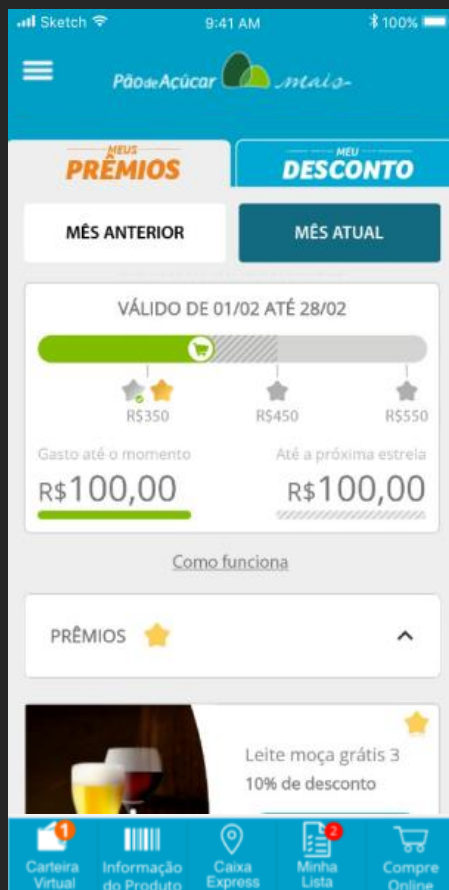 Sketch 9:41 AM 100%
Pão de Açúcar mais
MEUS PRÊMIOS
MEU DESCONTO
MÊS ANTERIOR MÊS ATUAL
VÁLIDO DE 01/02 ATÉ 28/02
R$350 R$450 R$550
Gasto até o momento Até a próxima estrela
R$100,00 R$100,00
Como funciona
PRÊMIOS
Leite moça grátis 3
10% de desconto
1 2
Carteira Virtual
Informação do Produto
Caixa Express
Minha Lista
Compre Online